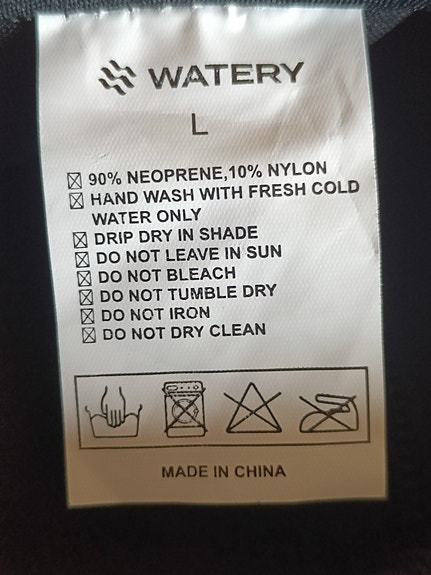 WATERY
L
☒ 90% NEOPRENE,10% NYLON
☒ HAND WASH WITH FRESH COLD
WATER ONLY
☒ DRIP DRY IN SHADE
☒ DO NOT LEAVE IN SUN
☒ DO NOT BLEACH
☒ DO NOT TUMBLE DRY
☒ DO NOT IRON
☒ DO NOT DRY CLEAN
MADE IN CHINA